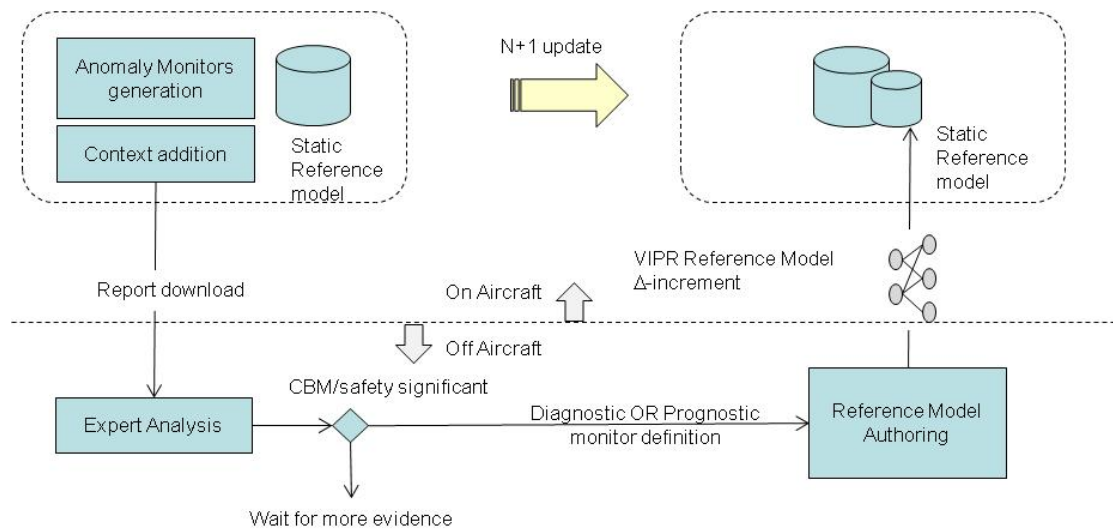 Anomaly Monitors
generation
Context addition
Static
Reference
model
N+1 update
Static
Reference
model
VIPR Reference Model
Δ-increment
Report download
On Aircraft
Off Aircraft
CBM/safety significant
Expert Analysis
Diagnostic OR Prognostic
monitor definition
Reference Model
Authoring
Wait for more evidence